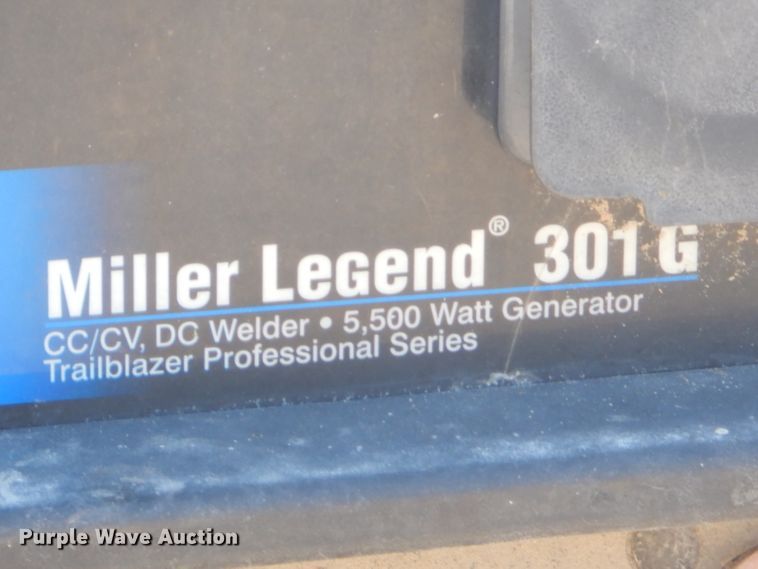 Miller Legend® 301 G
CC/CV, DC Welder • 5,500 Watt Generator
Trailblazer Professional Series
Purple Wave Auction